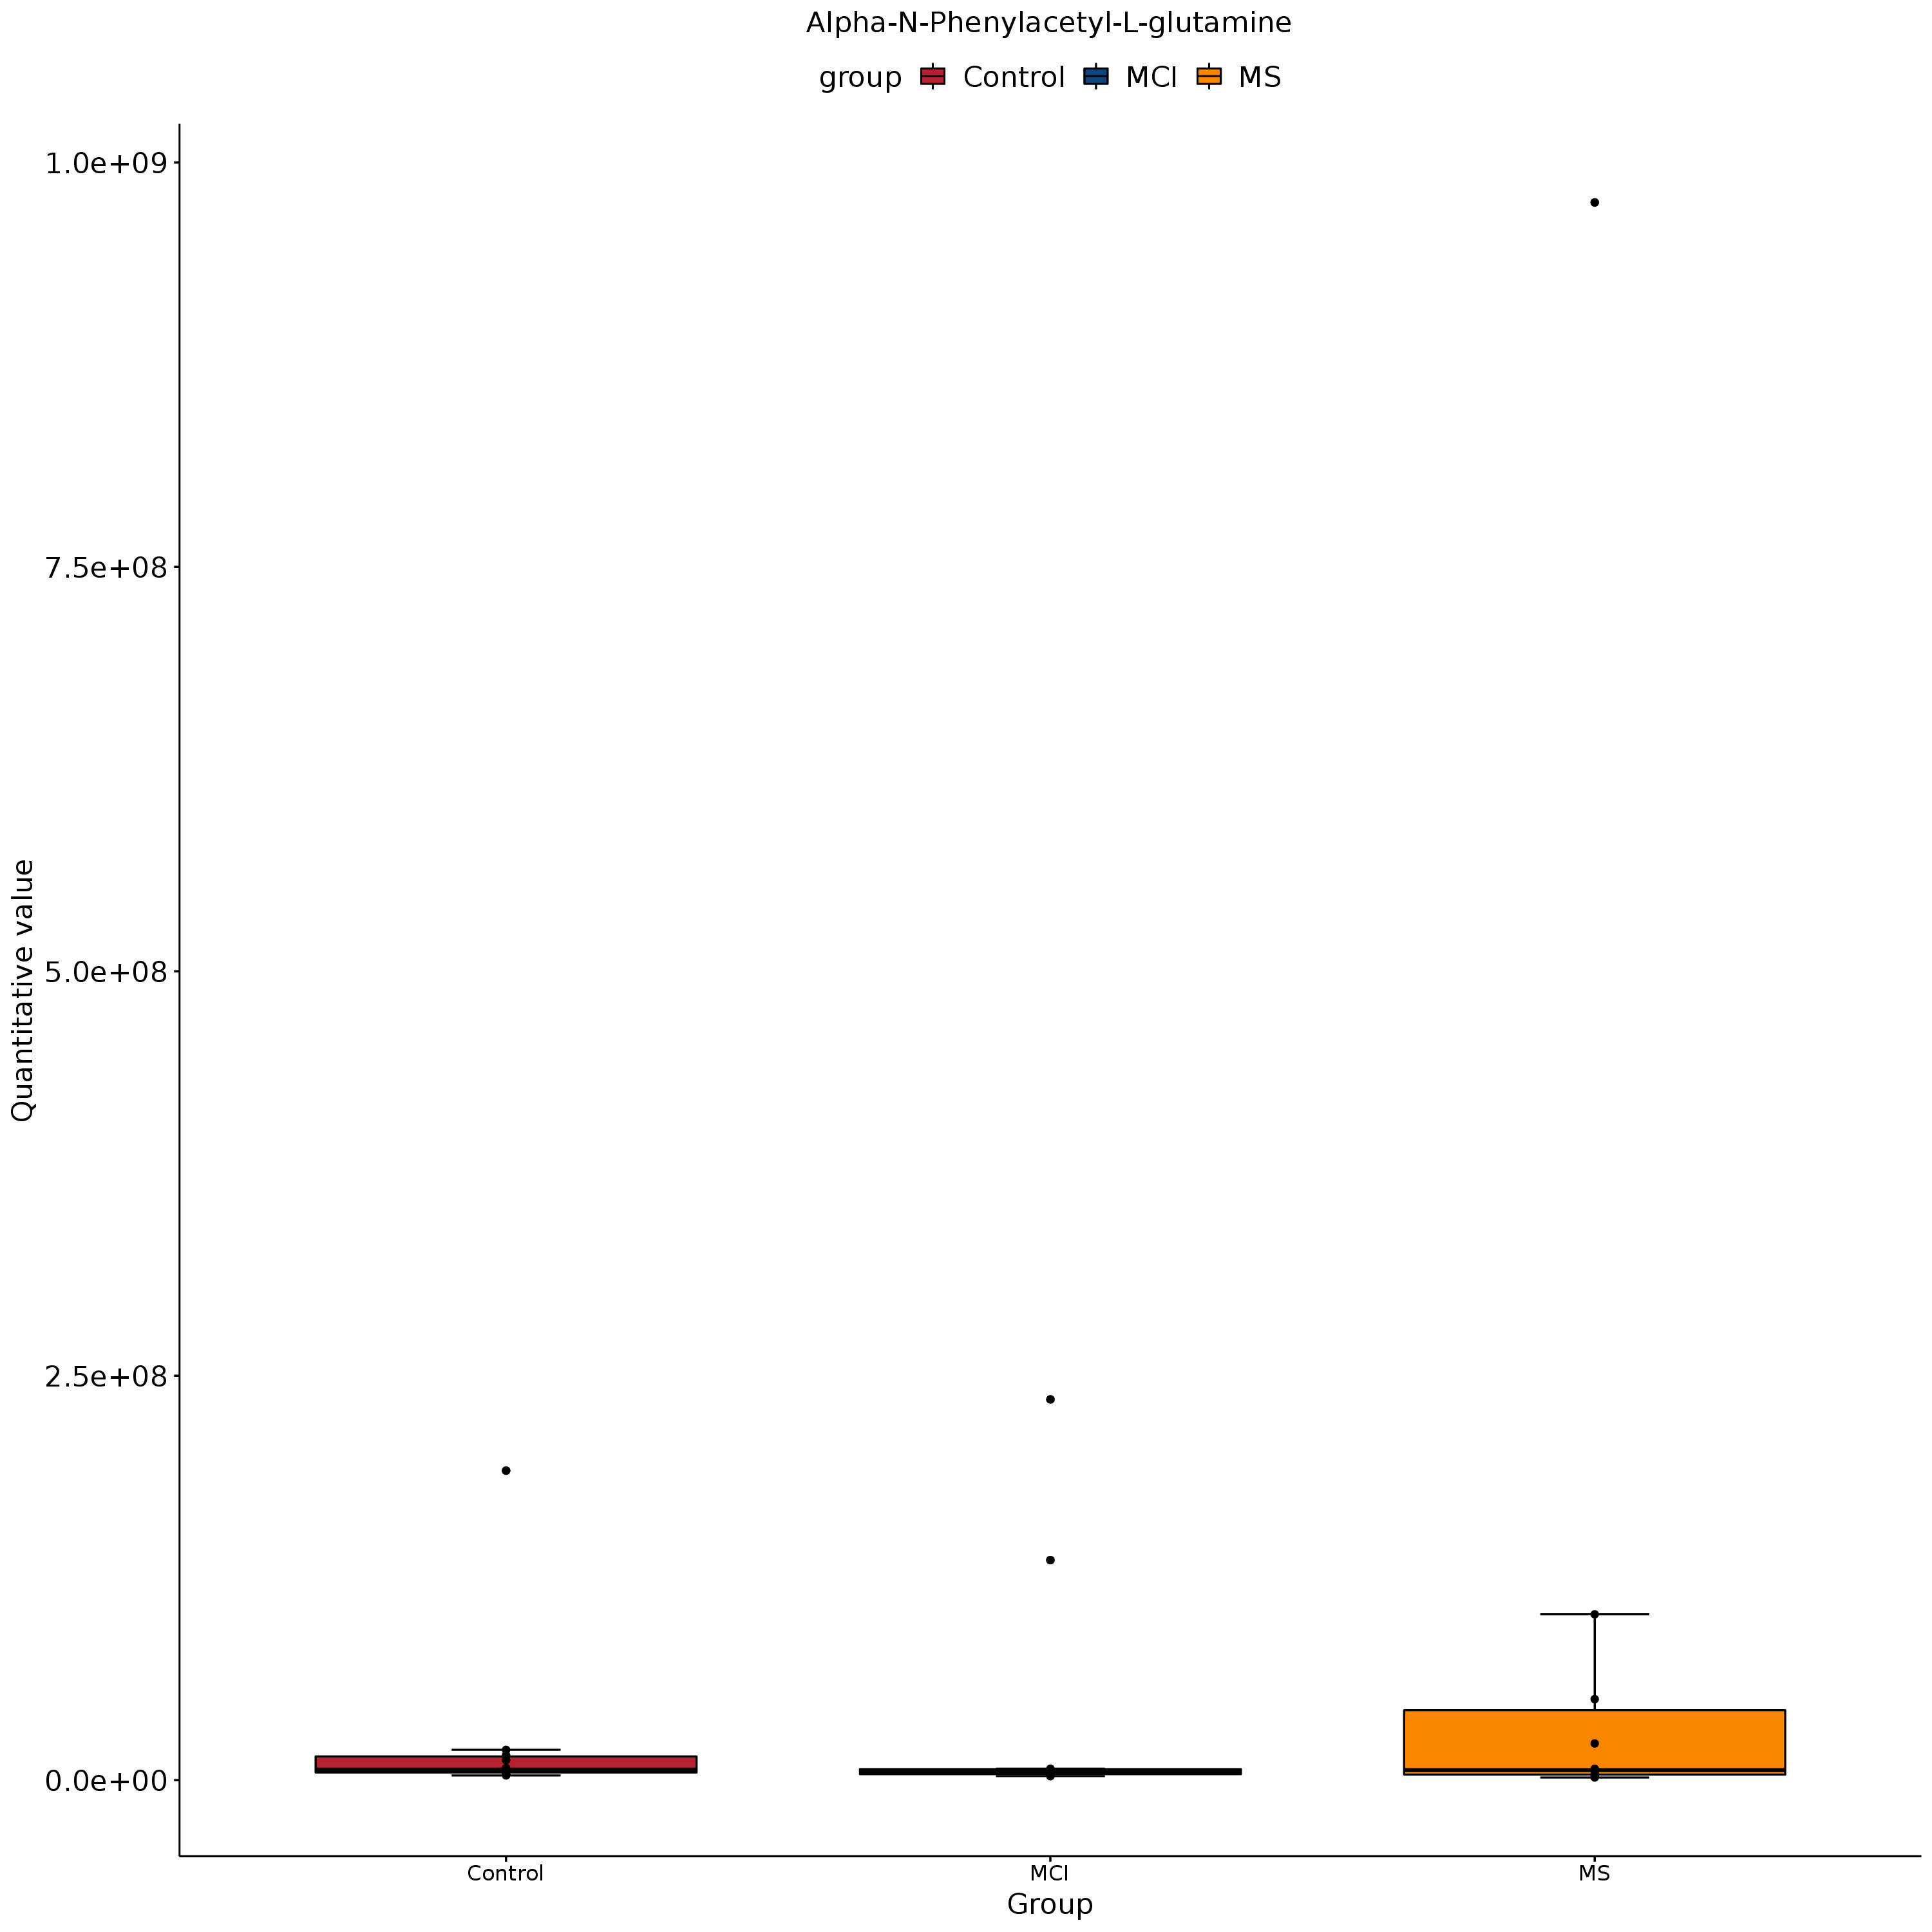 Alpha-N-Phenylacetyl-L-glutamine
group Control MCI MS
1.0e+09
7.5e+08
5.0e+08
2.5e+08
0.0e+00
Quantitative value
Control MCI MS
Group